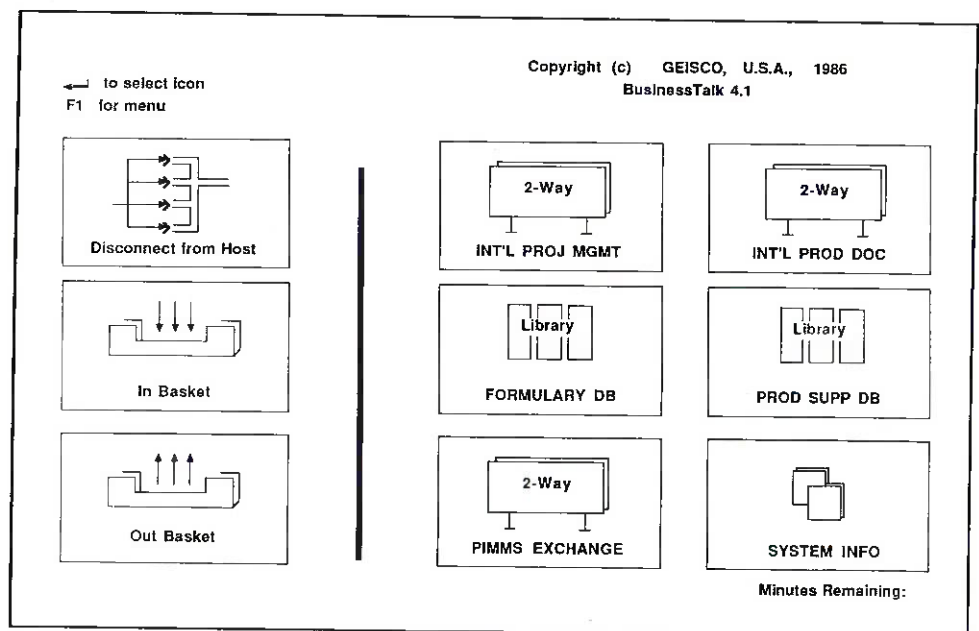 to select icon
F1 for menu
Copyright (c) GEISCO, U.S.A., 1986
BusinessTalk 4.1
Disconnect from Host
2-Way
INT'L PROJ MGMT
2-Way
INT'L PROD DOC
In Basket
Library
FORMULARY DB
Library
PROD SUPP DB
Out Basket
2-Way
PIMMS EXCHANGE
SYSTEM INFO
Minutes Remaining: